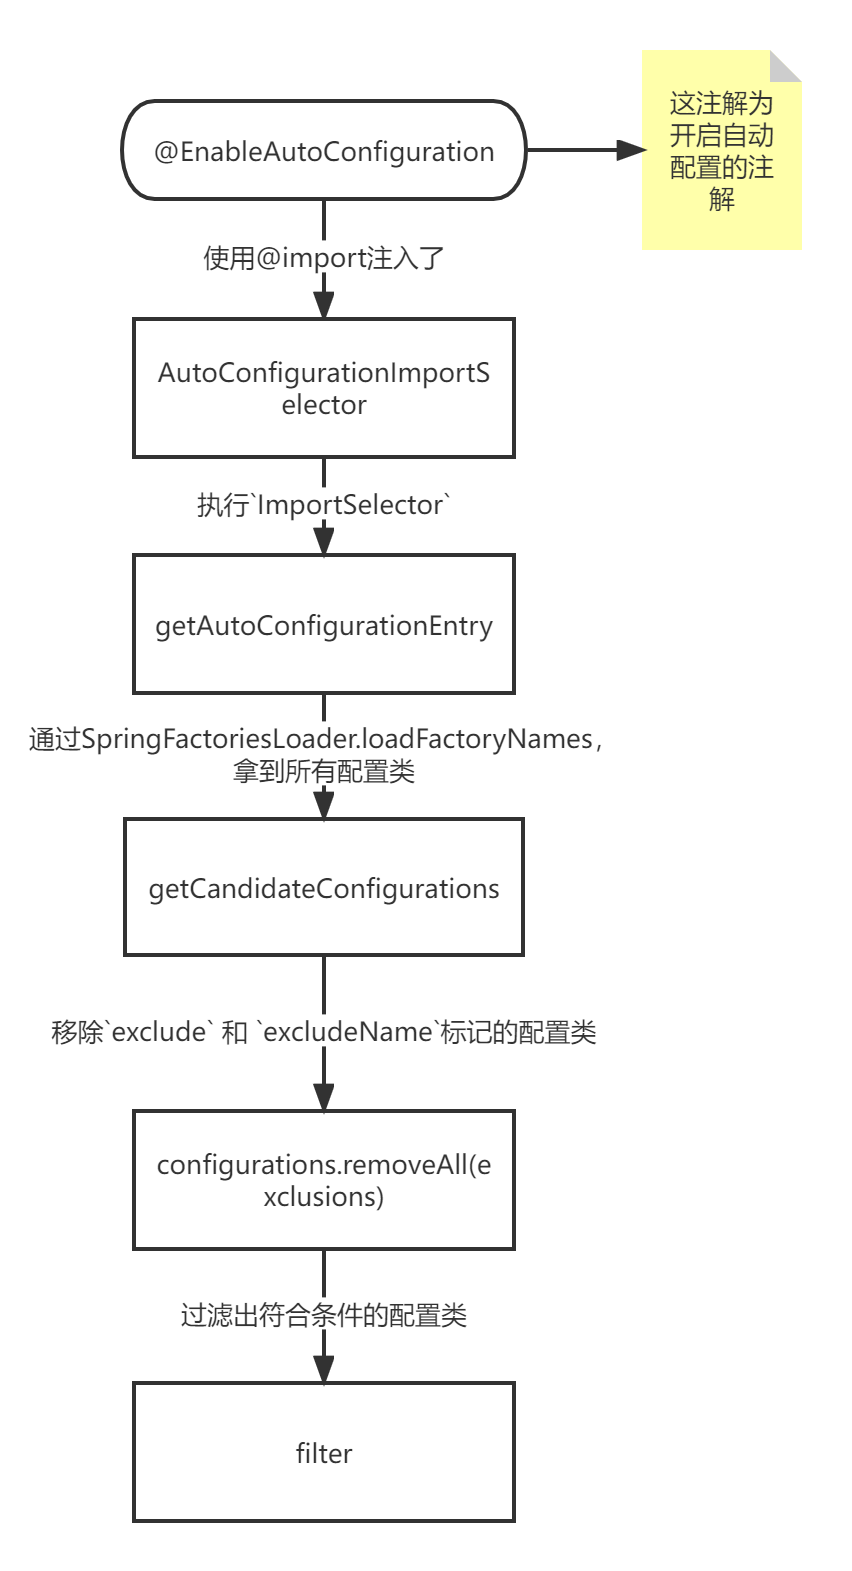 @EnableAutoConfiguration
这注解为
开启自动
配置的注
解
使用@import注入了
AutoConfigurationImportS
elector
执行`ImportSelector`
getAutoConfigurationEntry
通过SpringFactoriesLoader.loadFactoryNames，
拿到所有配置类
getCandidateConfigurations
移除`exclude` 和 `excludeName`标记的配置类
configurations.removeAll(e
xclusions)
过滤出符合条件的配置类
filter